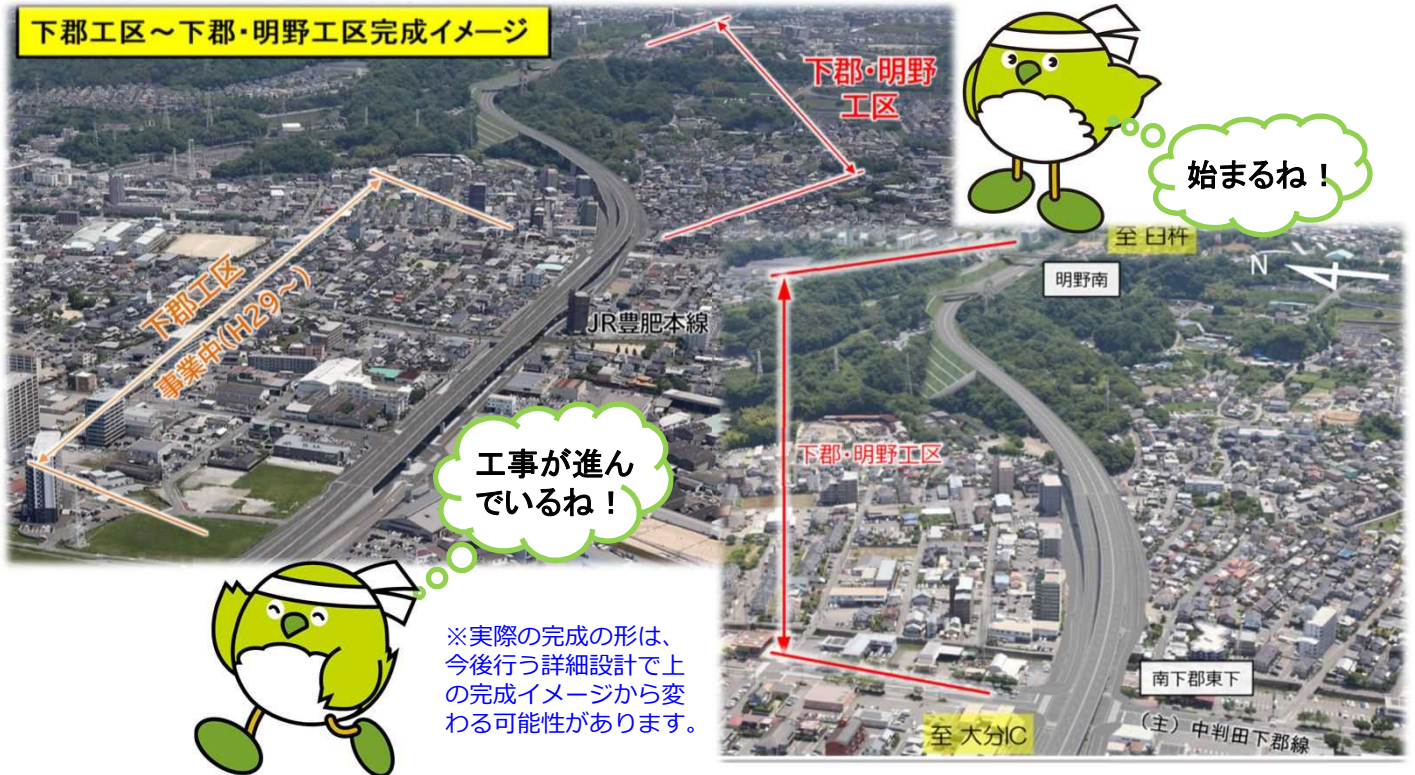 下郡工区～下郡・明野工区完成イメージ
下郡・明野
工区
下郡工区
事業中(H29～)
JR豊肥本線
工事が進ん
でいるね！
※実際の完成の形は、
今後行う詳細設計で上
の完成イメージから変
わる可能性があります。
始まるね！
至 臼杵
明野南
N
下郡・明野工区
南下郡東下
至 大分IC
（主）中判田下郡線